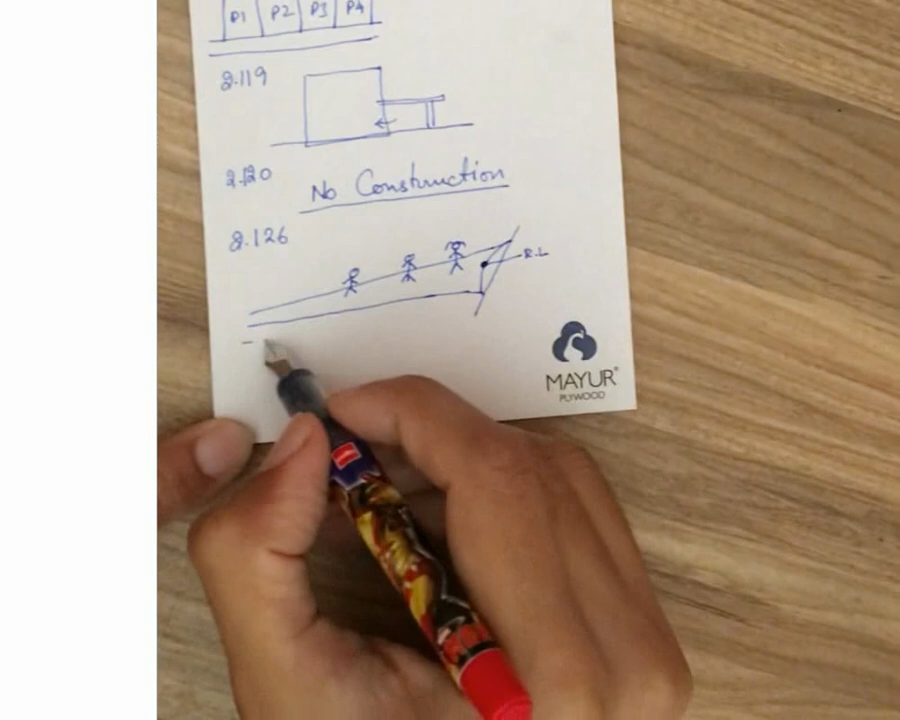 P1 P2 P3 P4
2.119
2.120
No Construction
2.126
R.L
MAYUR®
PLYWOOD